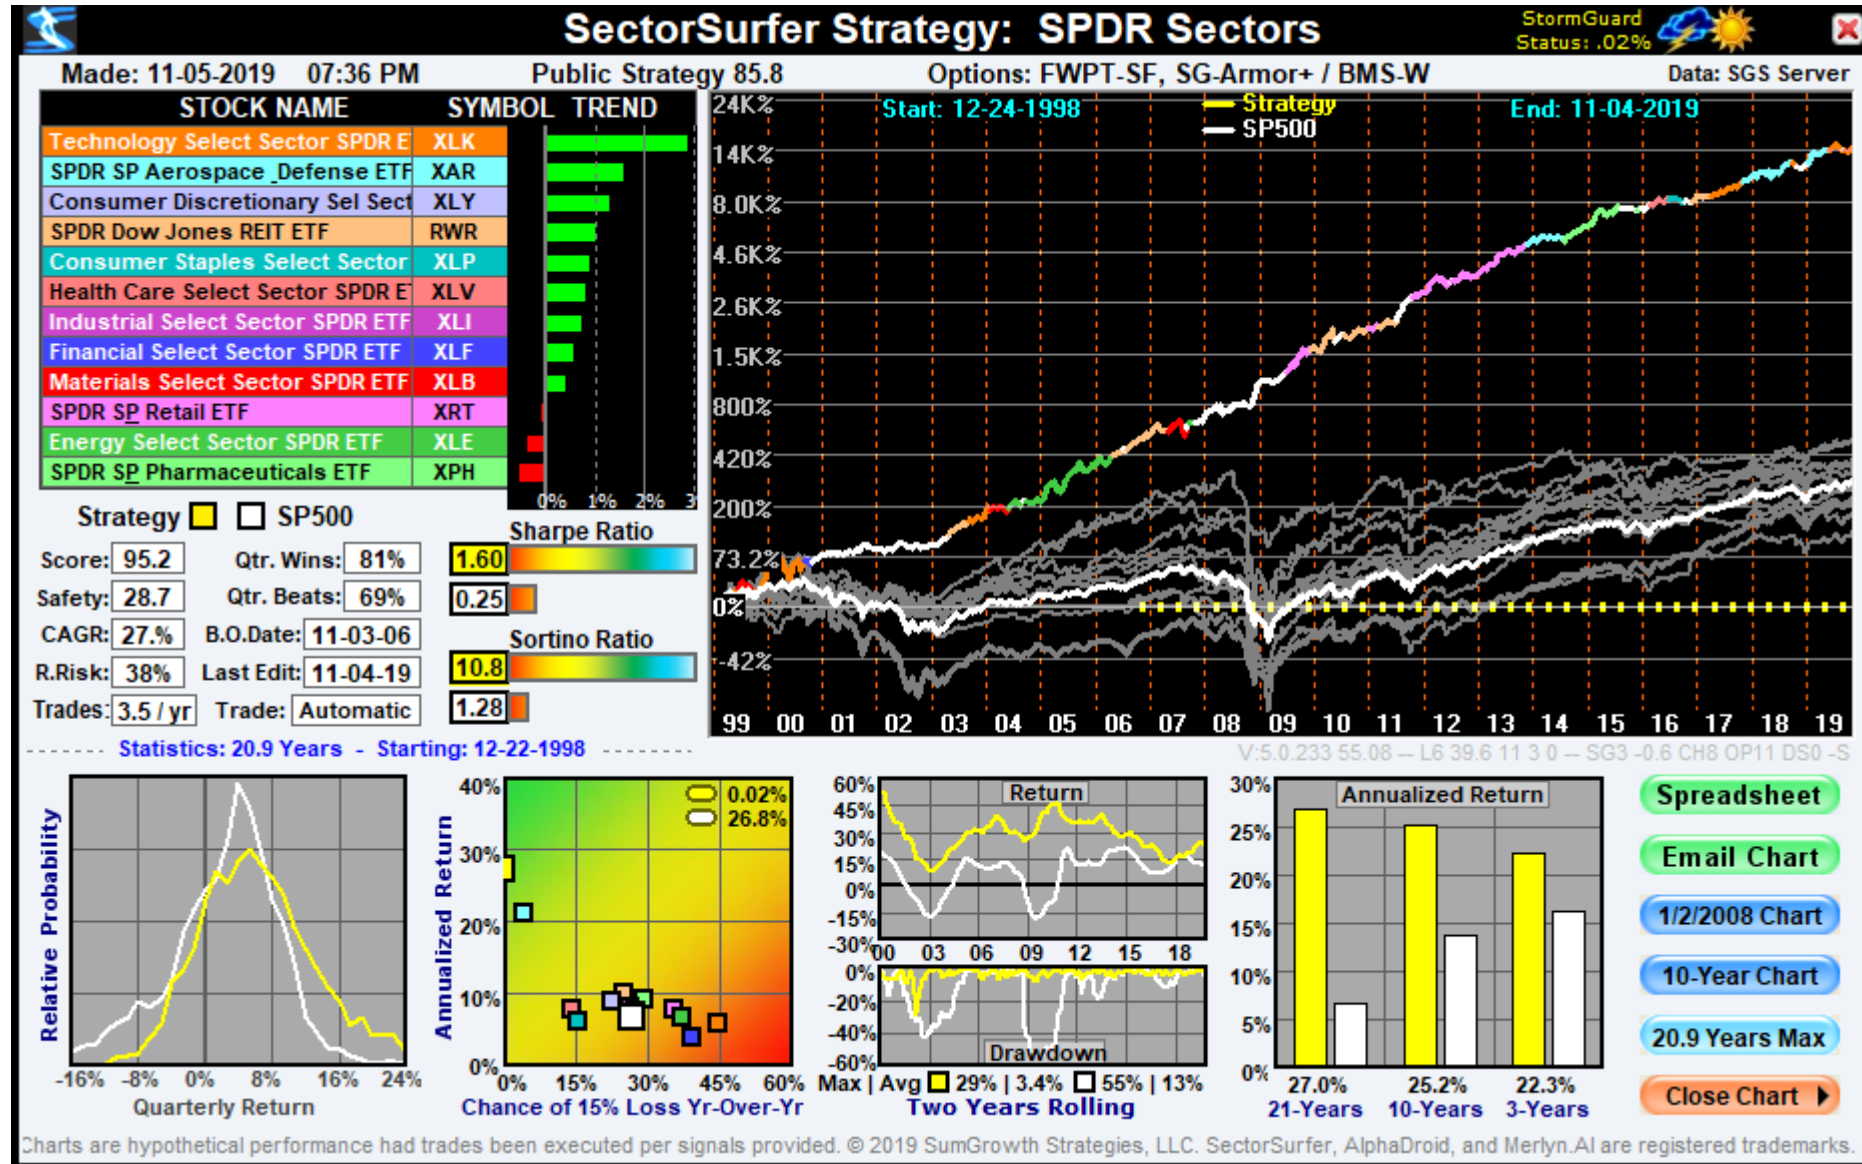 SectorSurfer Strategy:  SPDR Sectors
StormGuard
Status: .02%
Made: 11-05-2019   07:36 PM
Public Strategy 85.8
Options: FWPT-SF, SG-Armor+ / BMS-W
Data: SGS Server
STOCK NAME   SYMBOL   TREND
Technology Select Sector SPDR E   XLK
SPDR SP Aerospace _Defense ETF   XAR
Consumer Discretionary Sel Sect   XLY
SPDR Dow Jones REIT ETF   RWR
Consumer Staples Select Sector   XLP
Health Care Select Sector SPDR E   XLV
Industrial Select Sector SPDR ETF   XLI
Financial Select Sector SPDR ETF   XLF
Materials Select Sector SPDR ETF   XLB
SPDR SP Retail ETF   XRT
Energy Select Sector SPDR ETF   XLE
SPDR SP Pharmaceuticals ETF   XPH
0%   1%   2%   3
Start: 12-24-1998
Strategy
SP500
End: 11-04-2019
24K%
14K%
8.0K%
4.6K%
2.6K%
1.5K%
800%
420%
200%
73.2%
0%
-42%
99 00 01 02 03 04 05 06 07 08 09 10 11 12 13 14 15 16 17 18 19
Strategy   SP500
Score: 95.2   Qtr. Wins: 81%
Safety: 28.7   Qtr. Beats: 69%
CAGR: 27.%   B.O.Date: 11-03-06
R.Risk: 38%   Last Edit: 11-04-19
Trades: 3.5 / yr   Trade: Automatic
Sharpe Ratio
1.60
0.25
Sortino Ratio
10.8
1.28
-------- Statistics: 20.9 Years  -  Starting: 12-22-1998 --------
V:5.0.233 55.08 -- L6 39.6 11 3 0 -- SG3 -0.6 CH8 OP11 DS0 -S
Relative Probability
-16% -8% 0% 8% 16% 24%
Quarterly Return
Annualized Return
40%
30%
20%
10%
0%
0.02%
26.8%
0% 15% 30% 45% 60%
Chance of 15% Loss Yr-Over-Yr
Return
60%
45%
30%
15%
0%
-15%
-30%
00 03 06 09 12 15 18
0%
-20%
-40%
-60%
Drawdown
Max | Avg   29% | 3.4%   55% | 13%
Two Years Rolling
Annualized Return
30%
25%
20%
15%
10%
5%
0%
27.0%   25.2%   22.3%
21-Years   10-Years   3-Years
Spreadsheet
Email Chart
1/2/2008 Chart
10-Year Chart
20.9 Years Max
Close Chart
Charts are hypothetical performance had trades been executed per signals provided. © 2019 SumGrowth Strategies, LLC. SectorSurfer, AlphaDroid, and Merlyn.AI are registered trademarks.